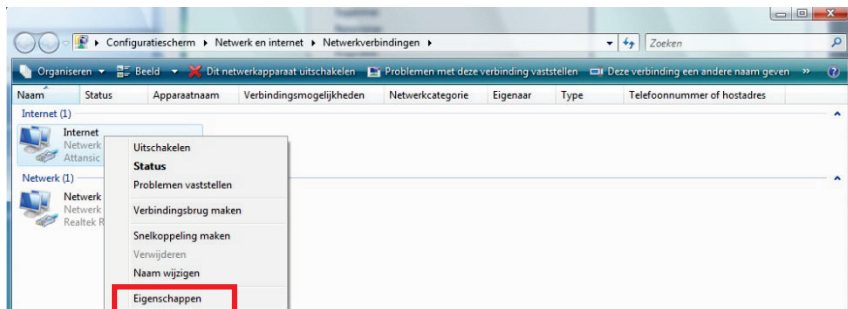 Configuratiescherm ▸ Netwerk en internet ▸ Netwerkverbindingen ▸
Zoeken
Organiseren Beeld Dit netwerkapparaat uitschakelen Problemen met deze verbinding vaststellen Deze verbinding een andere naam geven »
Naam Status Apparaatnaam Verbindingsmogelijkheden Netwerkcategorie Eigenaar Type Telefoonnummer of hostadres
Internet (1)
Internet
Netwerk
Attansic
Netwerk (1)
Netwerk
Netwerk
Realtek R
Uitschakelen
Status
Problemen vaststellen
Verbindingsbrug maken
Snelkoppeling maken
Verwijderen
Naam wijzigen
Eigenschappen